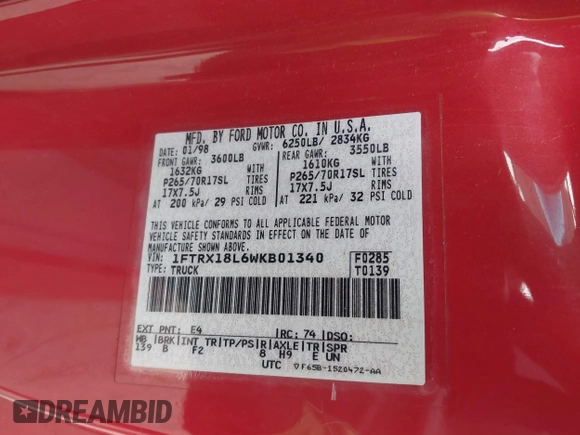 MFD. BY FORD MOTOR CO. IN U.S.A.
DATE: 01/98 GVWR: 6250LB/ 2834KG
FRONT GAWR: 3600LB REAR GAWR: 3550LB
1632KG WITH 1610KG WITH
P265/70R17SL TIRES P265/70R17SL TIRES
17X7.5J RIMS 17X7.5J RIMS
AT 200 kPa/ 29 PSI COLD AT 221 kPa/ 32 PSI COLD
THIS VEHICLE CONFORMS TO ALL APPLICABLE FEDERAL MOTOR
VEHICLE SAFETY STANDARDS IN EFFECT ON THE DATE OF
MANUFACTURE SHOWN ABOVE.
VIN: 1FTRX18L6WKB01340 F0285
TYPE: TRUCK T0139
EXT PNT: E4 RC: 74 DSO:
WB BRK INT TR TP/PS R AXLE TR SPR
139 B F2 8 H9 E UN
UTC ▽F65B-1520472-AA
DREAMBID